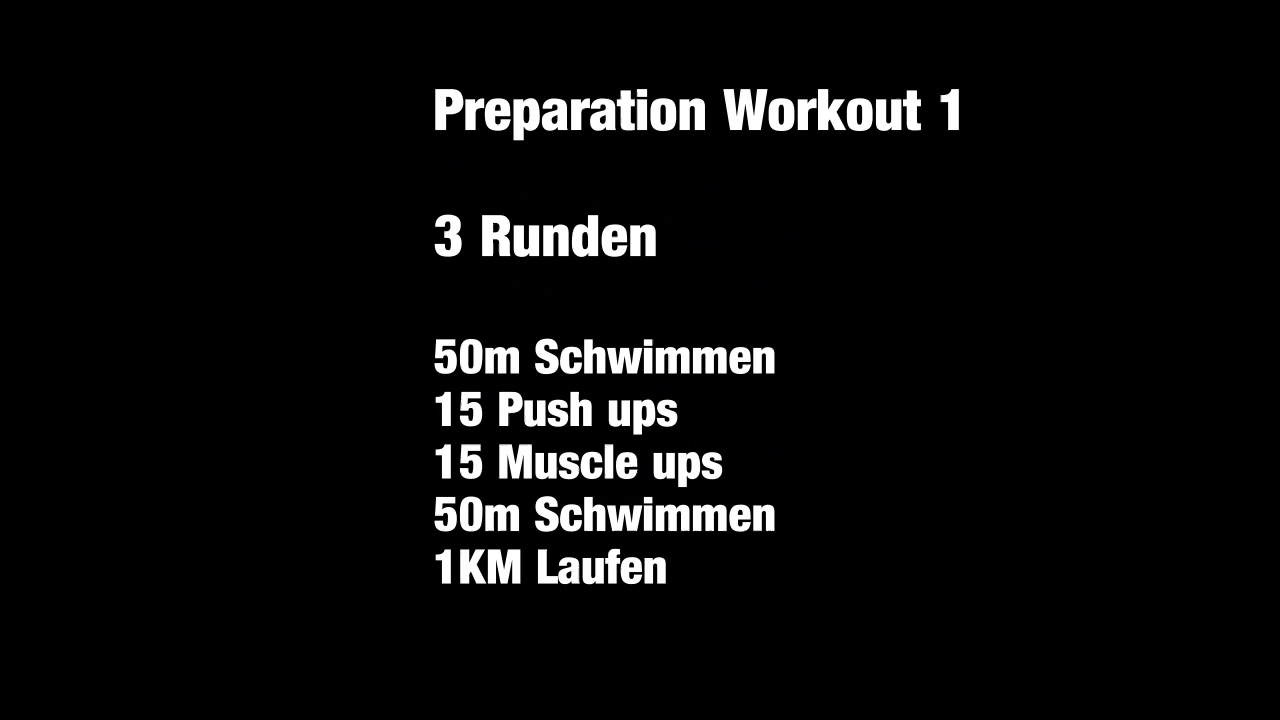 Preparation Workout 1
3 Runden
50m Schwimmen
15 Push ups
15 Muscle ups
50m Schwimmen
1KM Laufen